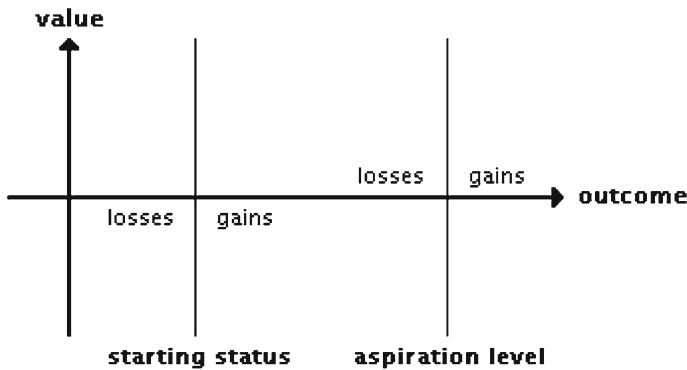 value
losses gains
outcome
losses gains
starting status aspiration level